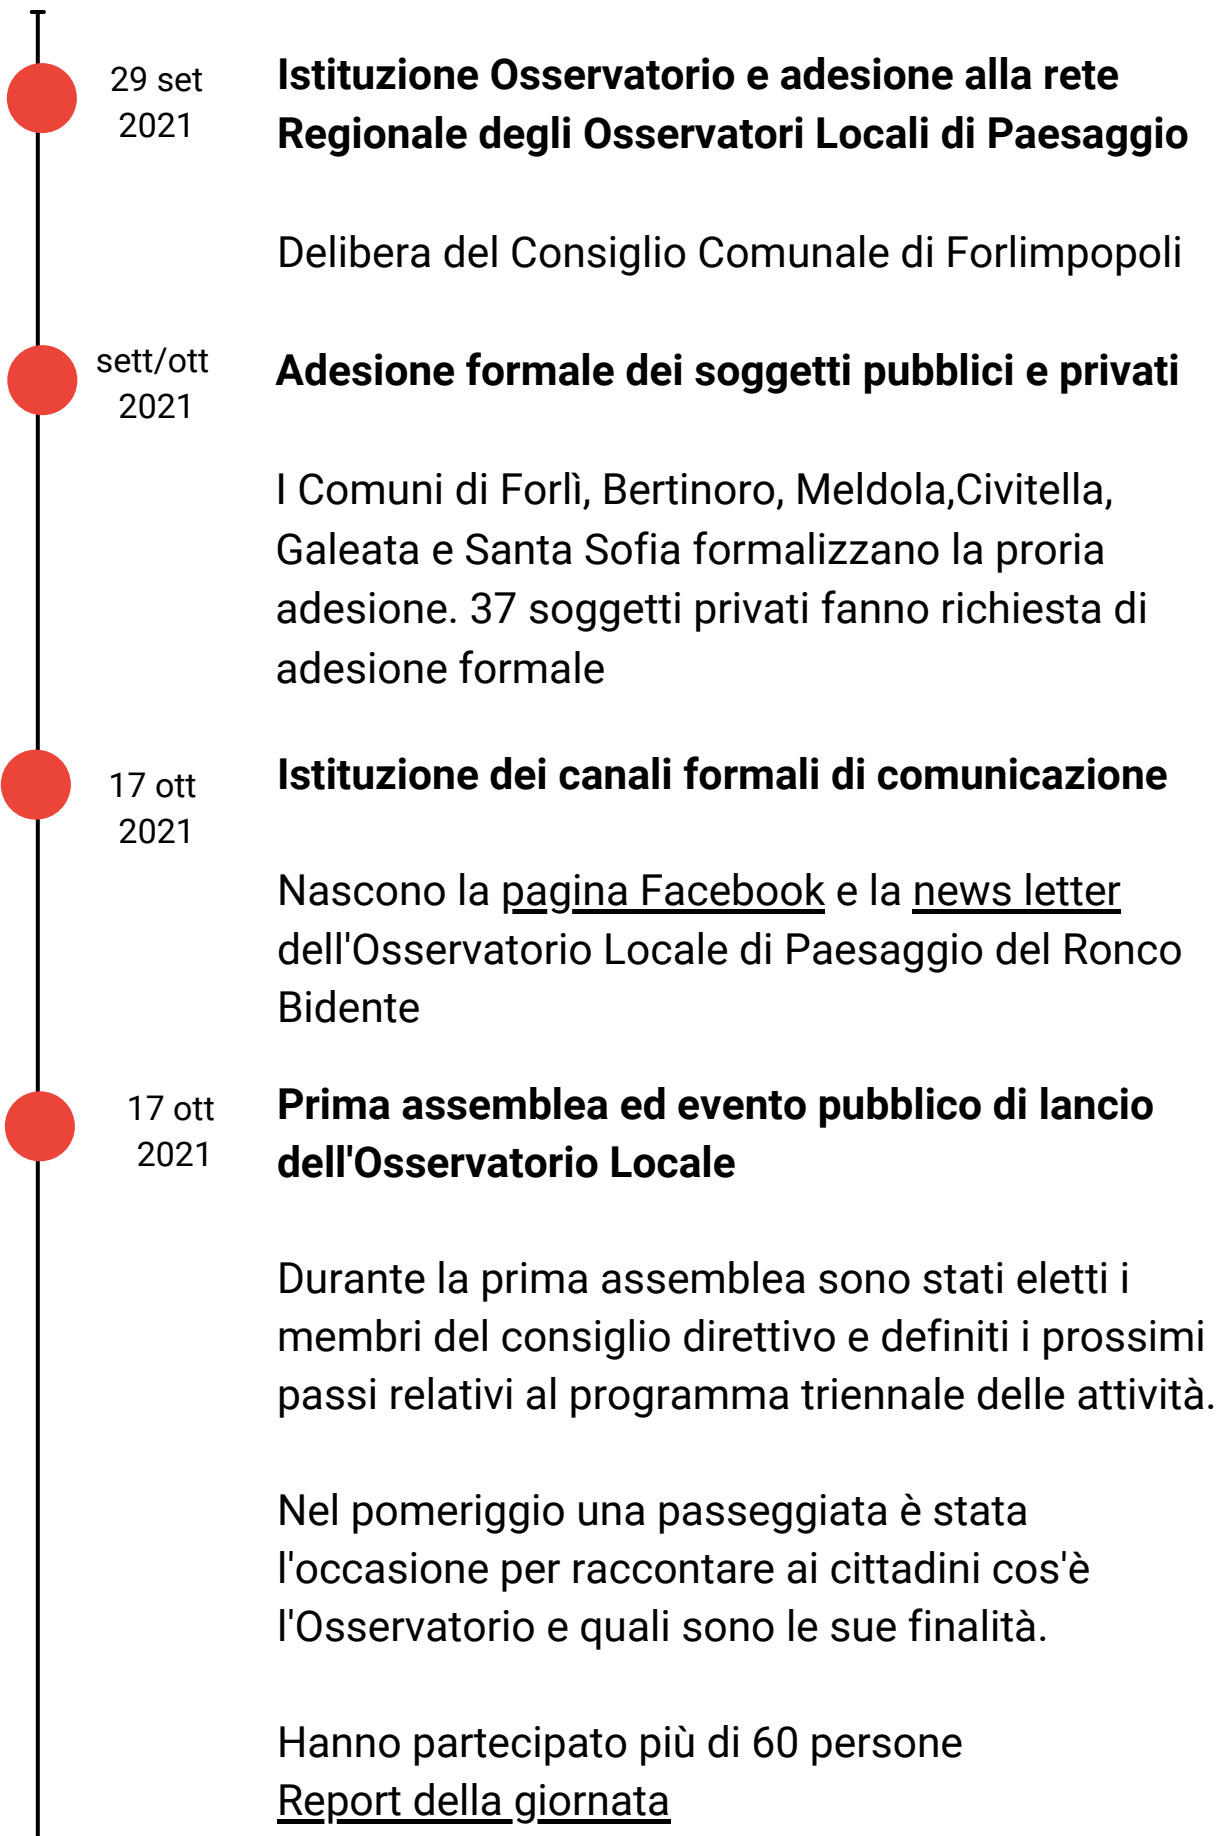 29 set
2021
Istituzione Osservatorio e adesione alla rete
Regionale degli Osservatori Locali di Paesaggio
Delibera del Consiglio Comunale di Forlimpopoli
sett/ott
2021
Adesione formale dei soggetti pubblici e privati
I Comuni di Forlì, Bertinoro, Meldola,Civitella,
Galeata e Santa Sofia formalizzano la proria
adesione. 37 soggetti privati fanno richiesta di
adesione formale
17 ott
2021
Istituzione dei canali formali di comunicazione
Nascono la pagina Facebook e la news letter
dell'Osservatorio Locale di Paesaggio del Ronco
Bidente
17 ott
2021
Prima assemblea ed evento pubblico di lancio
dell'Osservatorio Locale
Durante la prima assemblea sono stati eletti i
membri del consiglio direttivo e definiti i prossimi
passi relativi al programma triennale delle attività.
Nel pomeriggio una passeggiata è stata
l'occasione per raccontare ai cittadini cos'è
l'Osservatorio e quali sono le sue finalità.
Hanno partecipato più di 60 persone
Report della giornata